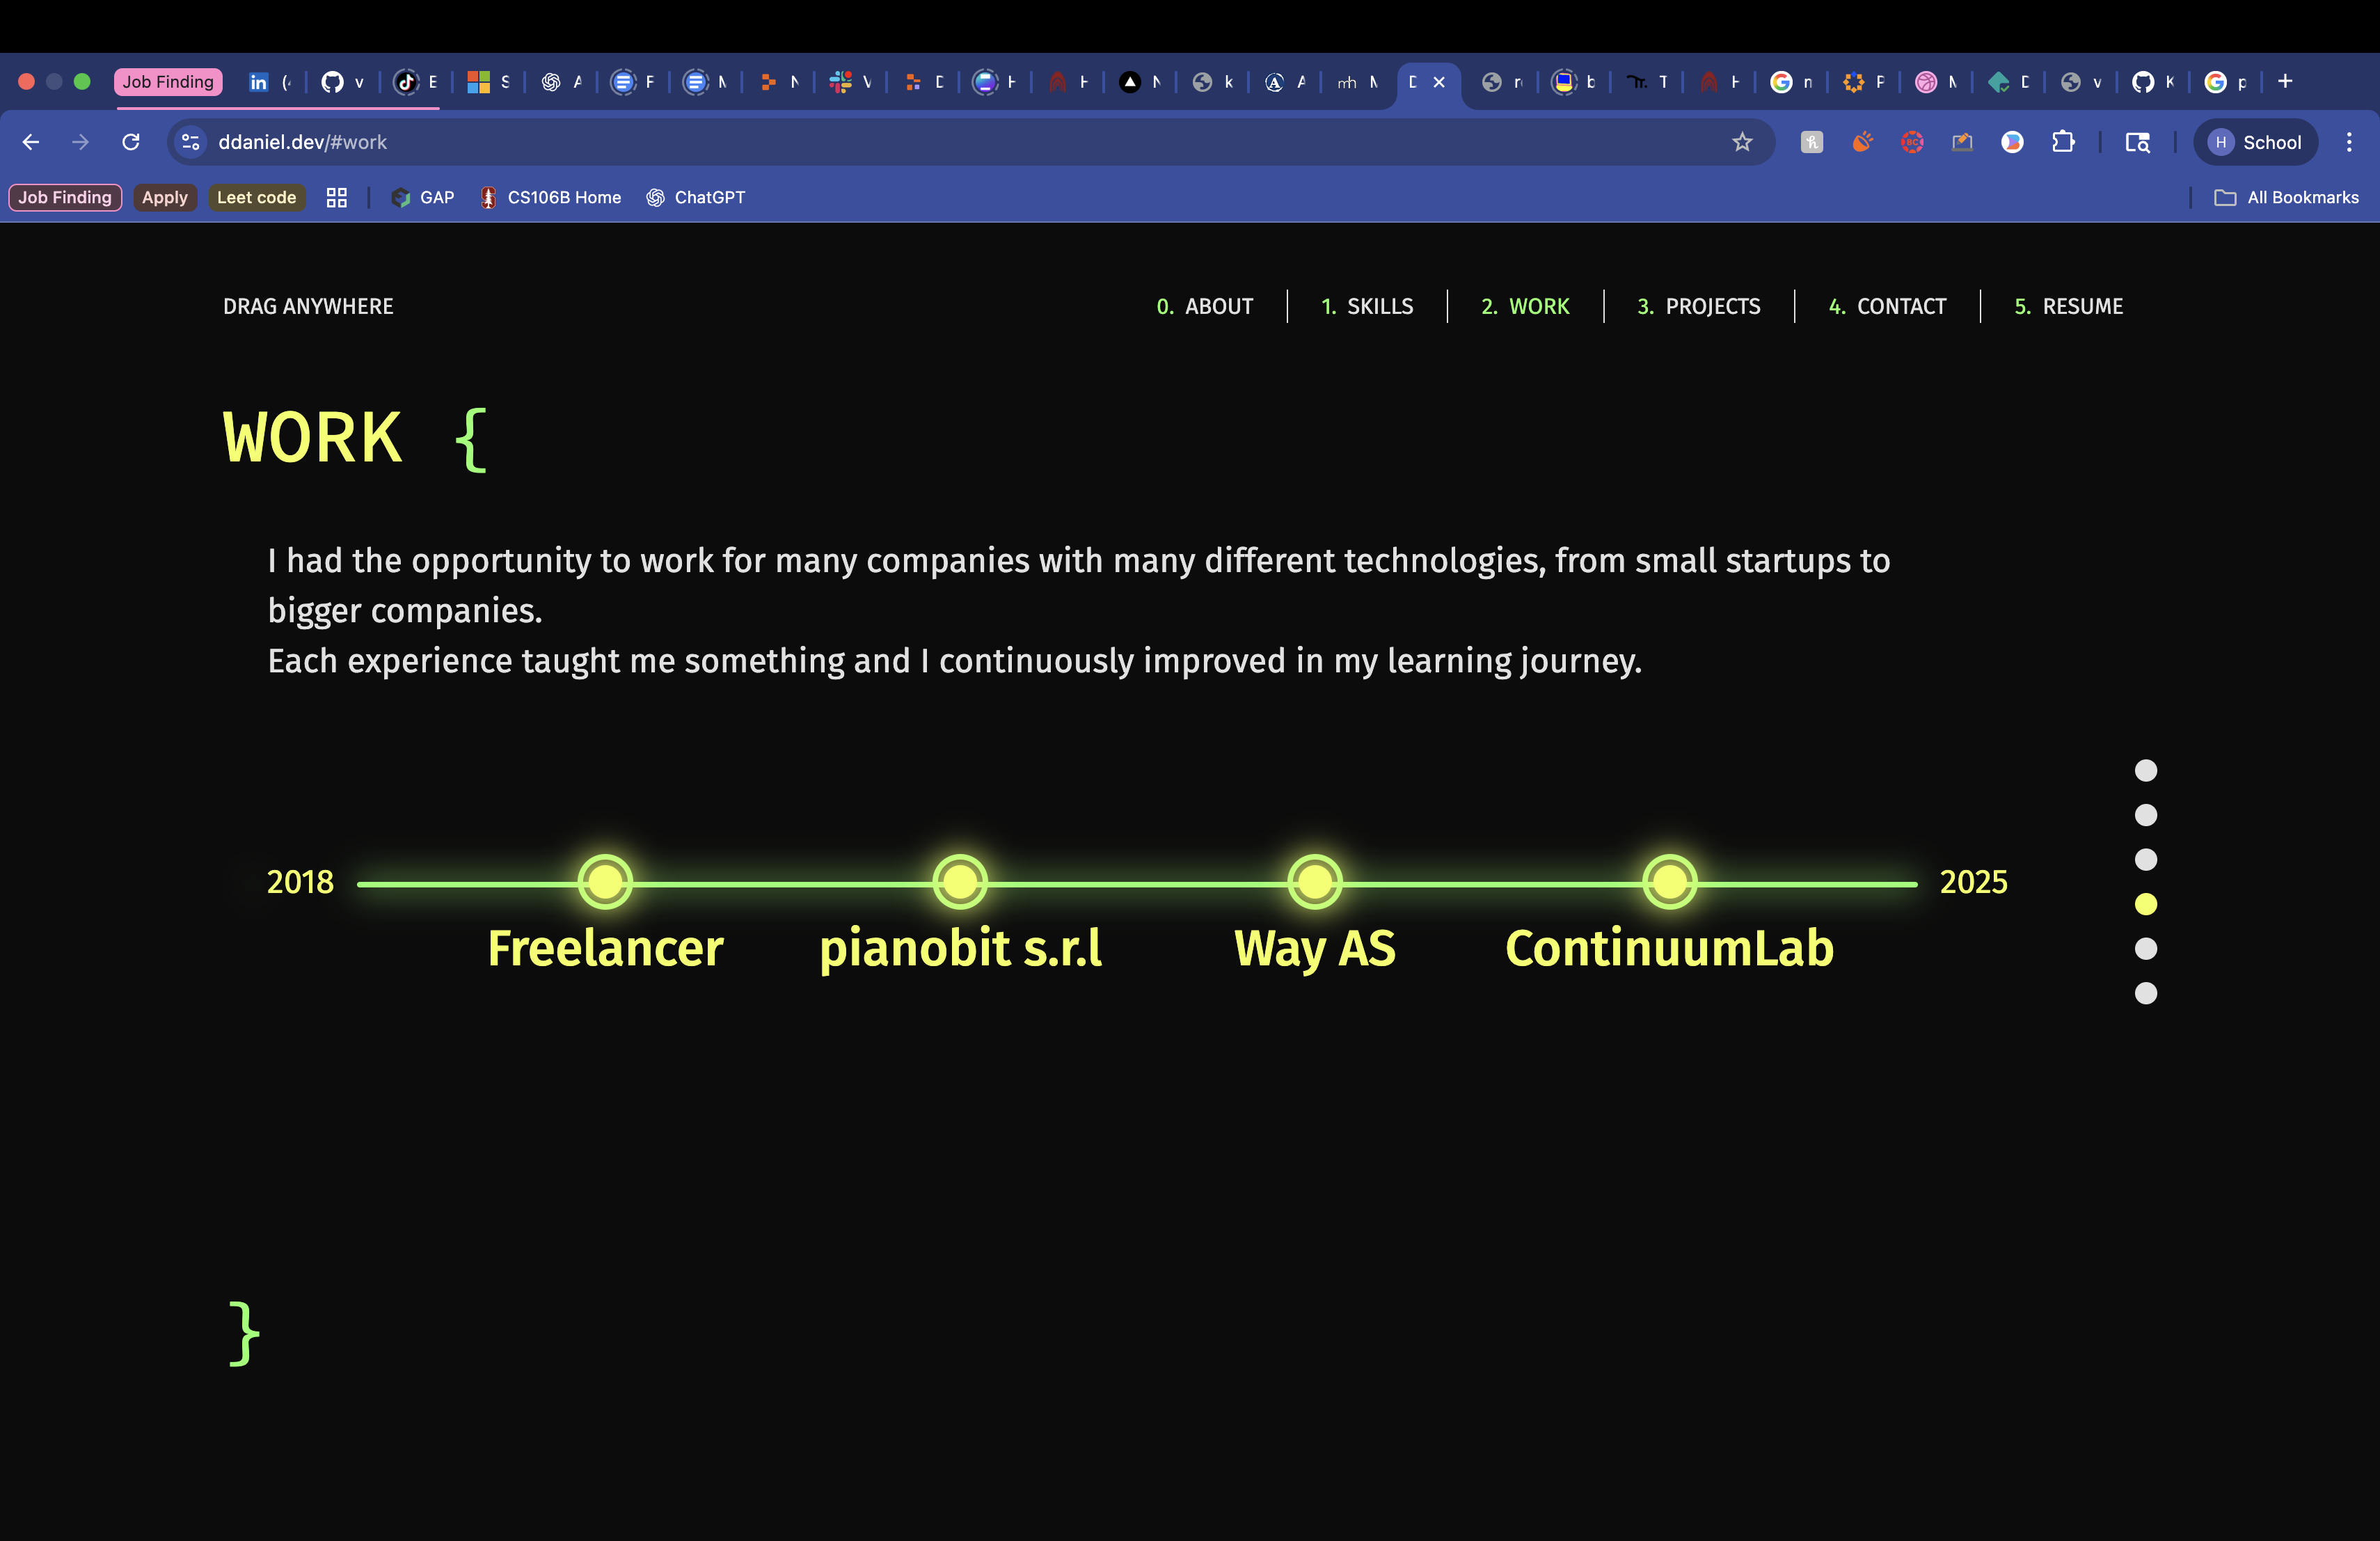 Job Finding
ddaniel.dev/#work
H School
Job Finding Apply Leet code GAP CS106B Home ChatGPT All Bookmarks
DRAG ANYWHERE 0. ABOUT 1. SKILLS 2. WORK 3. PROJECTS 4. CONTACT 5. RESUME
WORK {
I had the opportunity to work for many companies with many different technologies, from small startups to
bigger companies.
Each experience taught me something and I continuously improved in my learning journey.
2018 2025
Freelancer pianobit s.r.l Way AS ContinuumLab
}